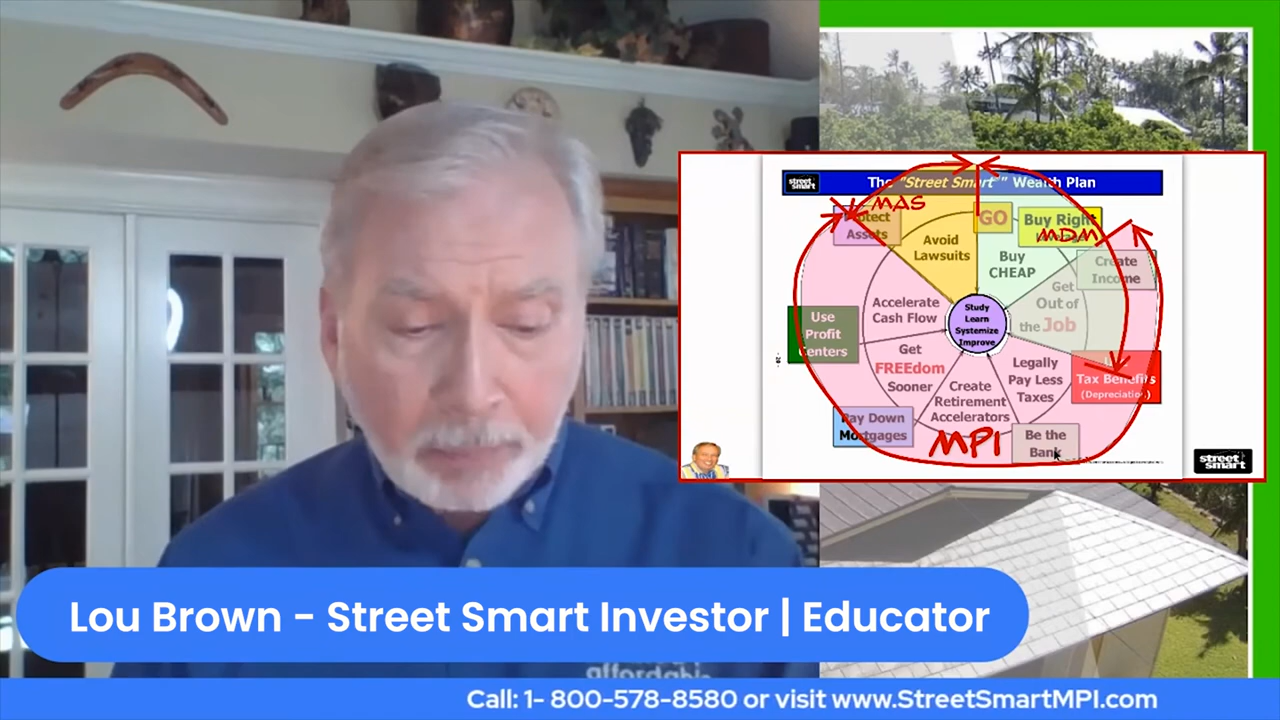 street
smart
The "Street Smart" Wealth Plan
MAS
GO
Buy Right
MDM
Assets
Avoid
Lawsuits
Buy
CHEAP
Create
Income
Get
Out of
the Job
Accelerate
Cash Flow
Study
Learn
Systemize
Improve
Use
Profit
Centers
Get
FREEdom
Sooner
Legally
Pay Less
Taxes
Tax Benefits
(Depreciation)
Create
Retirement
Accelerators
Pay Down
Mortgages
MPI
Be the
Bank
street
smart
Lou Brown - Street Smart Investor | Educator
Call: 1- 800-578-8580 or visit www.StreetSmartMPI.com